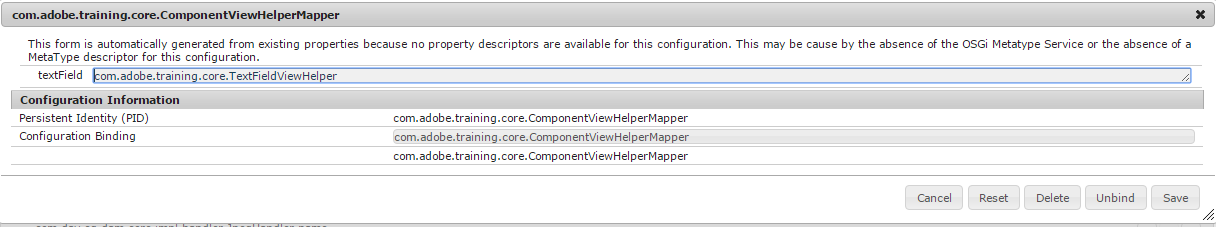 com.adobe.training.core.ComponentViewHelperMapper
This form is automatically generated from existing properties because no property descriptors are available for this configuration. This may be cause by the absence of the OSGi Metatype Service or the absence of a
MetaType descriptor for this configuration.
textField com.adobe.training.core.TextFieldViewHelper
Configuration Information
Persistent Identity (PID) com.adobe.training.core.ComponentViewHelperMapper
Configuration Binding com.adobe.training.core.ComponentViewHelperMapper
com.adobe.training.core.ComponentViewHelperMapper
Cancel Reset Delete Unbind Save